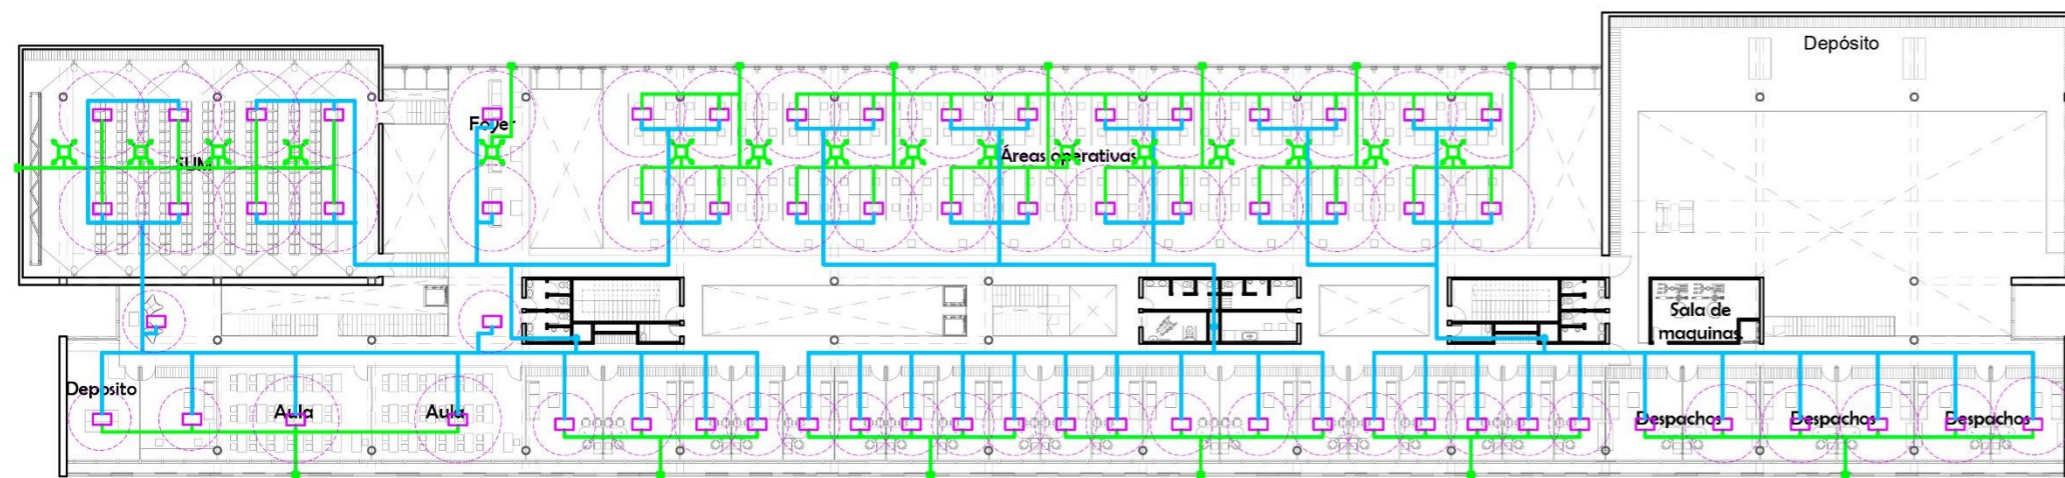 Depósito
Foyer
SUM
Áreas operativas
Sala de
maquinas
Deposito
Aula
Aula
Despachos
Despachos
Despachos